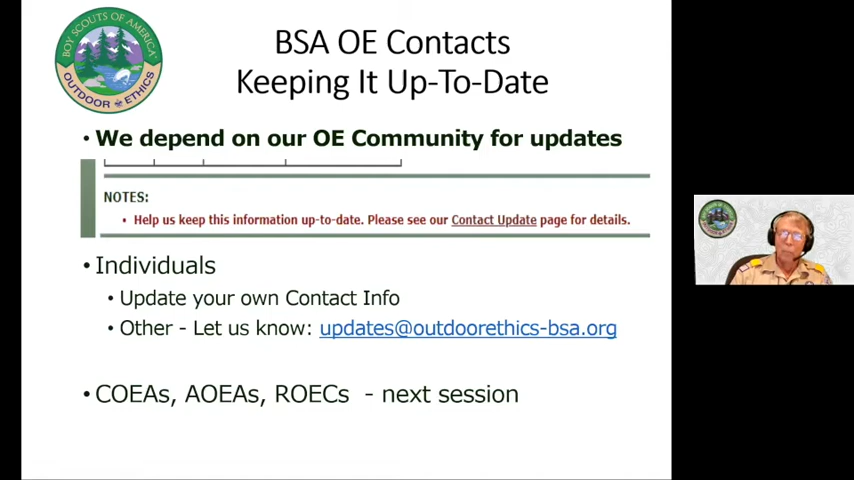 BOY SCOUTS OF AMERICA
OUTDOOR ETHICS
BSA OE Contacts
Keeping It Up-To-Date
• We depend on our OE Community for updates
NOTES:
• Help us keep this information up-to-date. Please see our Contact Update page for details.
• Individuals
• Update your own Contact Info
• Other - Let us know: updates@outdoorethics-bsa.org
• COEAs, AOEAs, ROECs - next session